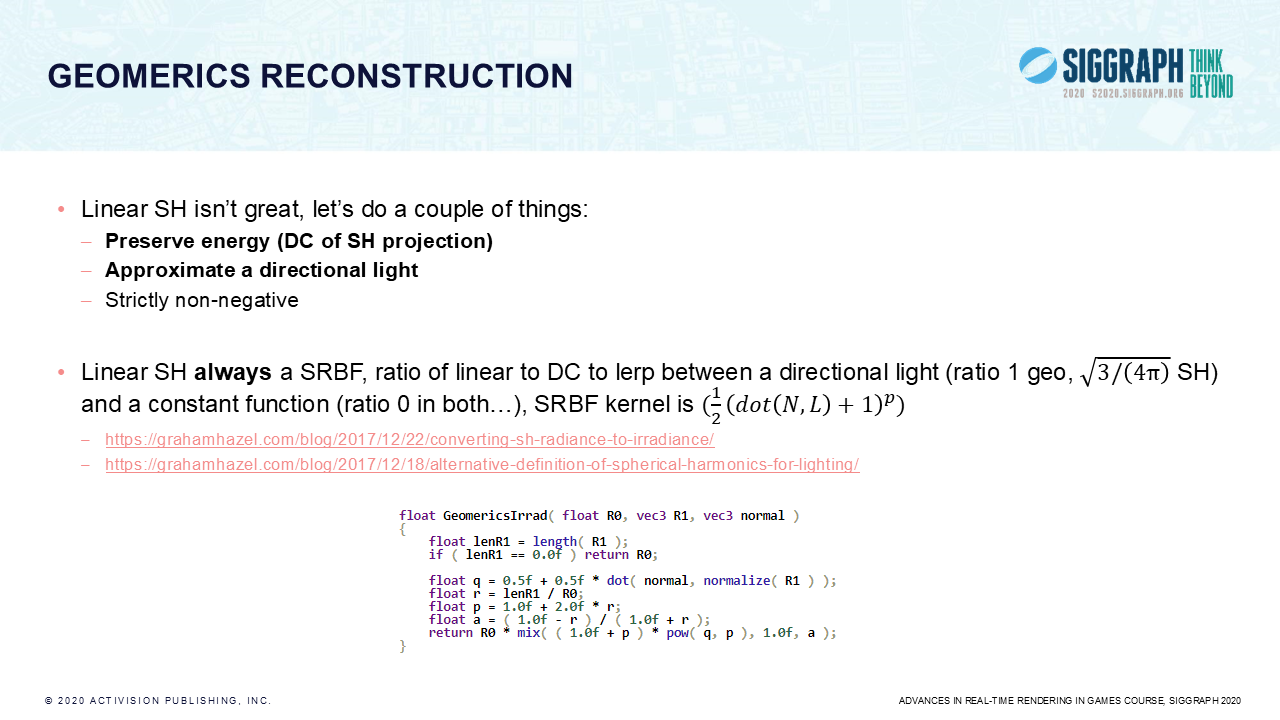 GEOMERICS RECONSTRUCTION
SIGGRAPH THINK BEYOND
2020 S2020.SIGGRAPH.ORG
• Linear SH isn’t great, let’s do a couple of things:
– Preserve energy (DC of SH projection)
– Approximate a directional light
– Strictly non-negative
• Linear SH always a SRBF, ratio of linear to DC to lerp between a directional light (ratio 1 geo, √3/(4π) SH)
and a constant function (ratio 0 in both…), SRBF kernel is (½(dot(N, L) + 1)ᵖ)
– https://grahamhazel.com/blog/2017/12/22/converting-sh-radiance-to-irradiance/
– https://grahamhazel.com/blog/2017/12/18/alternative-definition-of-spherical-harmonics-for-lighting/
float GeomericsIrrad( float R0, vec3 R1, vec3 normal )
{
    float lenR1 = length( R1 );
    if ( lenR1 == 0.0f ) return R0;
    float q = 0.5f + 0.5f * dot( normal, normalize( R1 ) );
    float r = lenR1 / R0;
    float p = 1.0f + 2.0f * r;
    float a = ( 1.0f - r ) / ( 1.0f + r );
    return R0 * mix( ( 1.0f + p ) * pow( q, p ), 1.0f, a );
}
© 2020 ACTIVISION PUBLISHING, INC.
ADVANCES IN REAL-TIME RENDERING IN GAMES COURSE, SIGGRAPH 2020